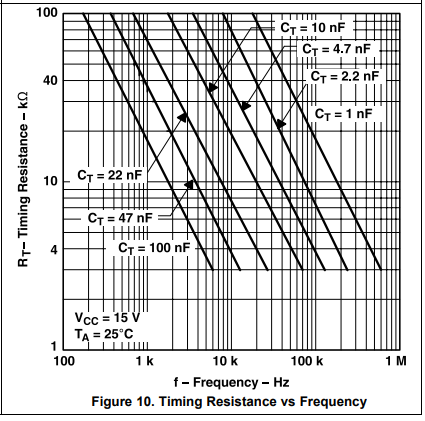 100
40
10
4
1
R_T – Timing Resistance – kΩ
C_T = 10 nF
C_T = 4.7 nF
C_T = 2.2 nF
C_T = 1 nF
C_T = 22 nF
C_T = 47 nF
C_T = 100 nF
V_CC = 15 V
T_A = 25°C
100 1 k 10 k 100 k 1 M
f – Frequency – Hz
Figure 10. Timing Resistance vs Frequency